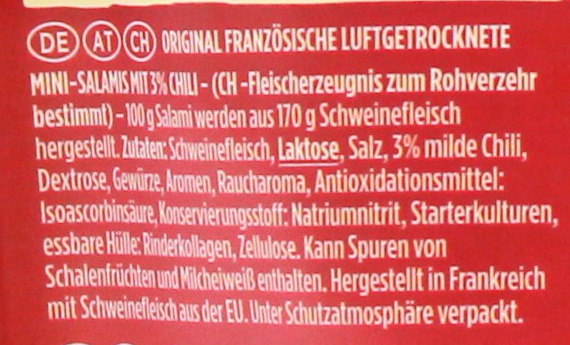 DE AT CH ORIGINAL FRANZÖSISCHE LUFTGETROCKNETE
MINI-SALAMIS MIT 3% CHILI - (CH -Fleischerzeugnis zum Rohverzehr
bestimmt) - 100 g Salami werden aus 170 g Schweinefleisch
hergestellt. Zutaten: Schweinefleisch, Laktose, Salz, 3% milde Chili,
Dextrose, Gewürze, Aromen, Raucharoma, Antioxidationsmittel:
Isoascorbinsäure, Konservierungsstoff: Natriumnitrit, Starterkulturen,
essbare Hülle: Rinderkollagen, Zellulose. Kann Spuren von
Schalenfrüchten und Milcheiweiß enthalten. Hergestellt in Frankreich
mit Schweinefleisch aus der EU. Unter Schutzatmosphäre verpackt.